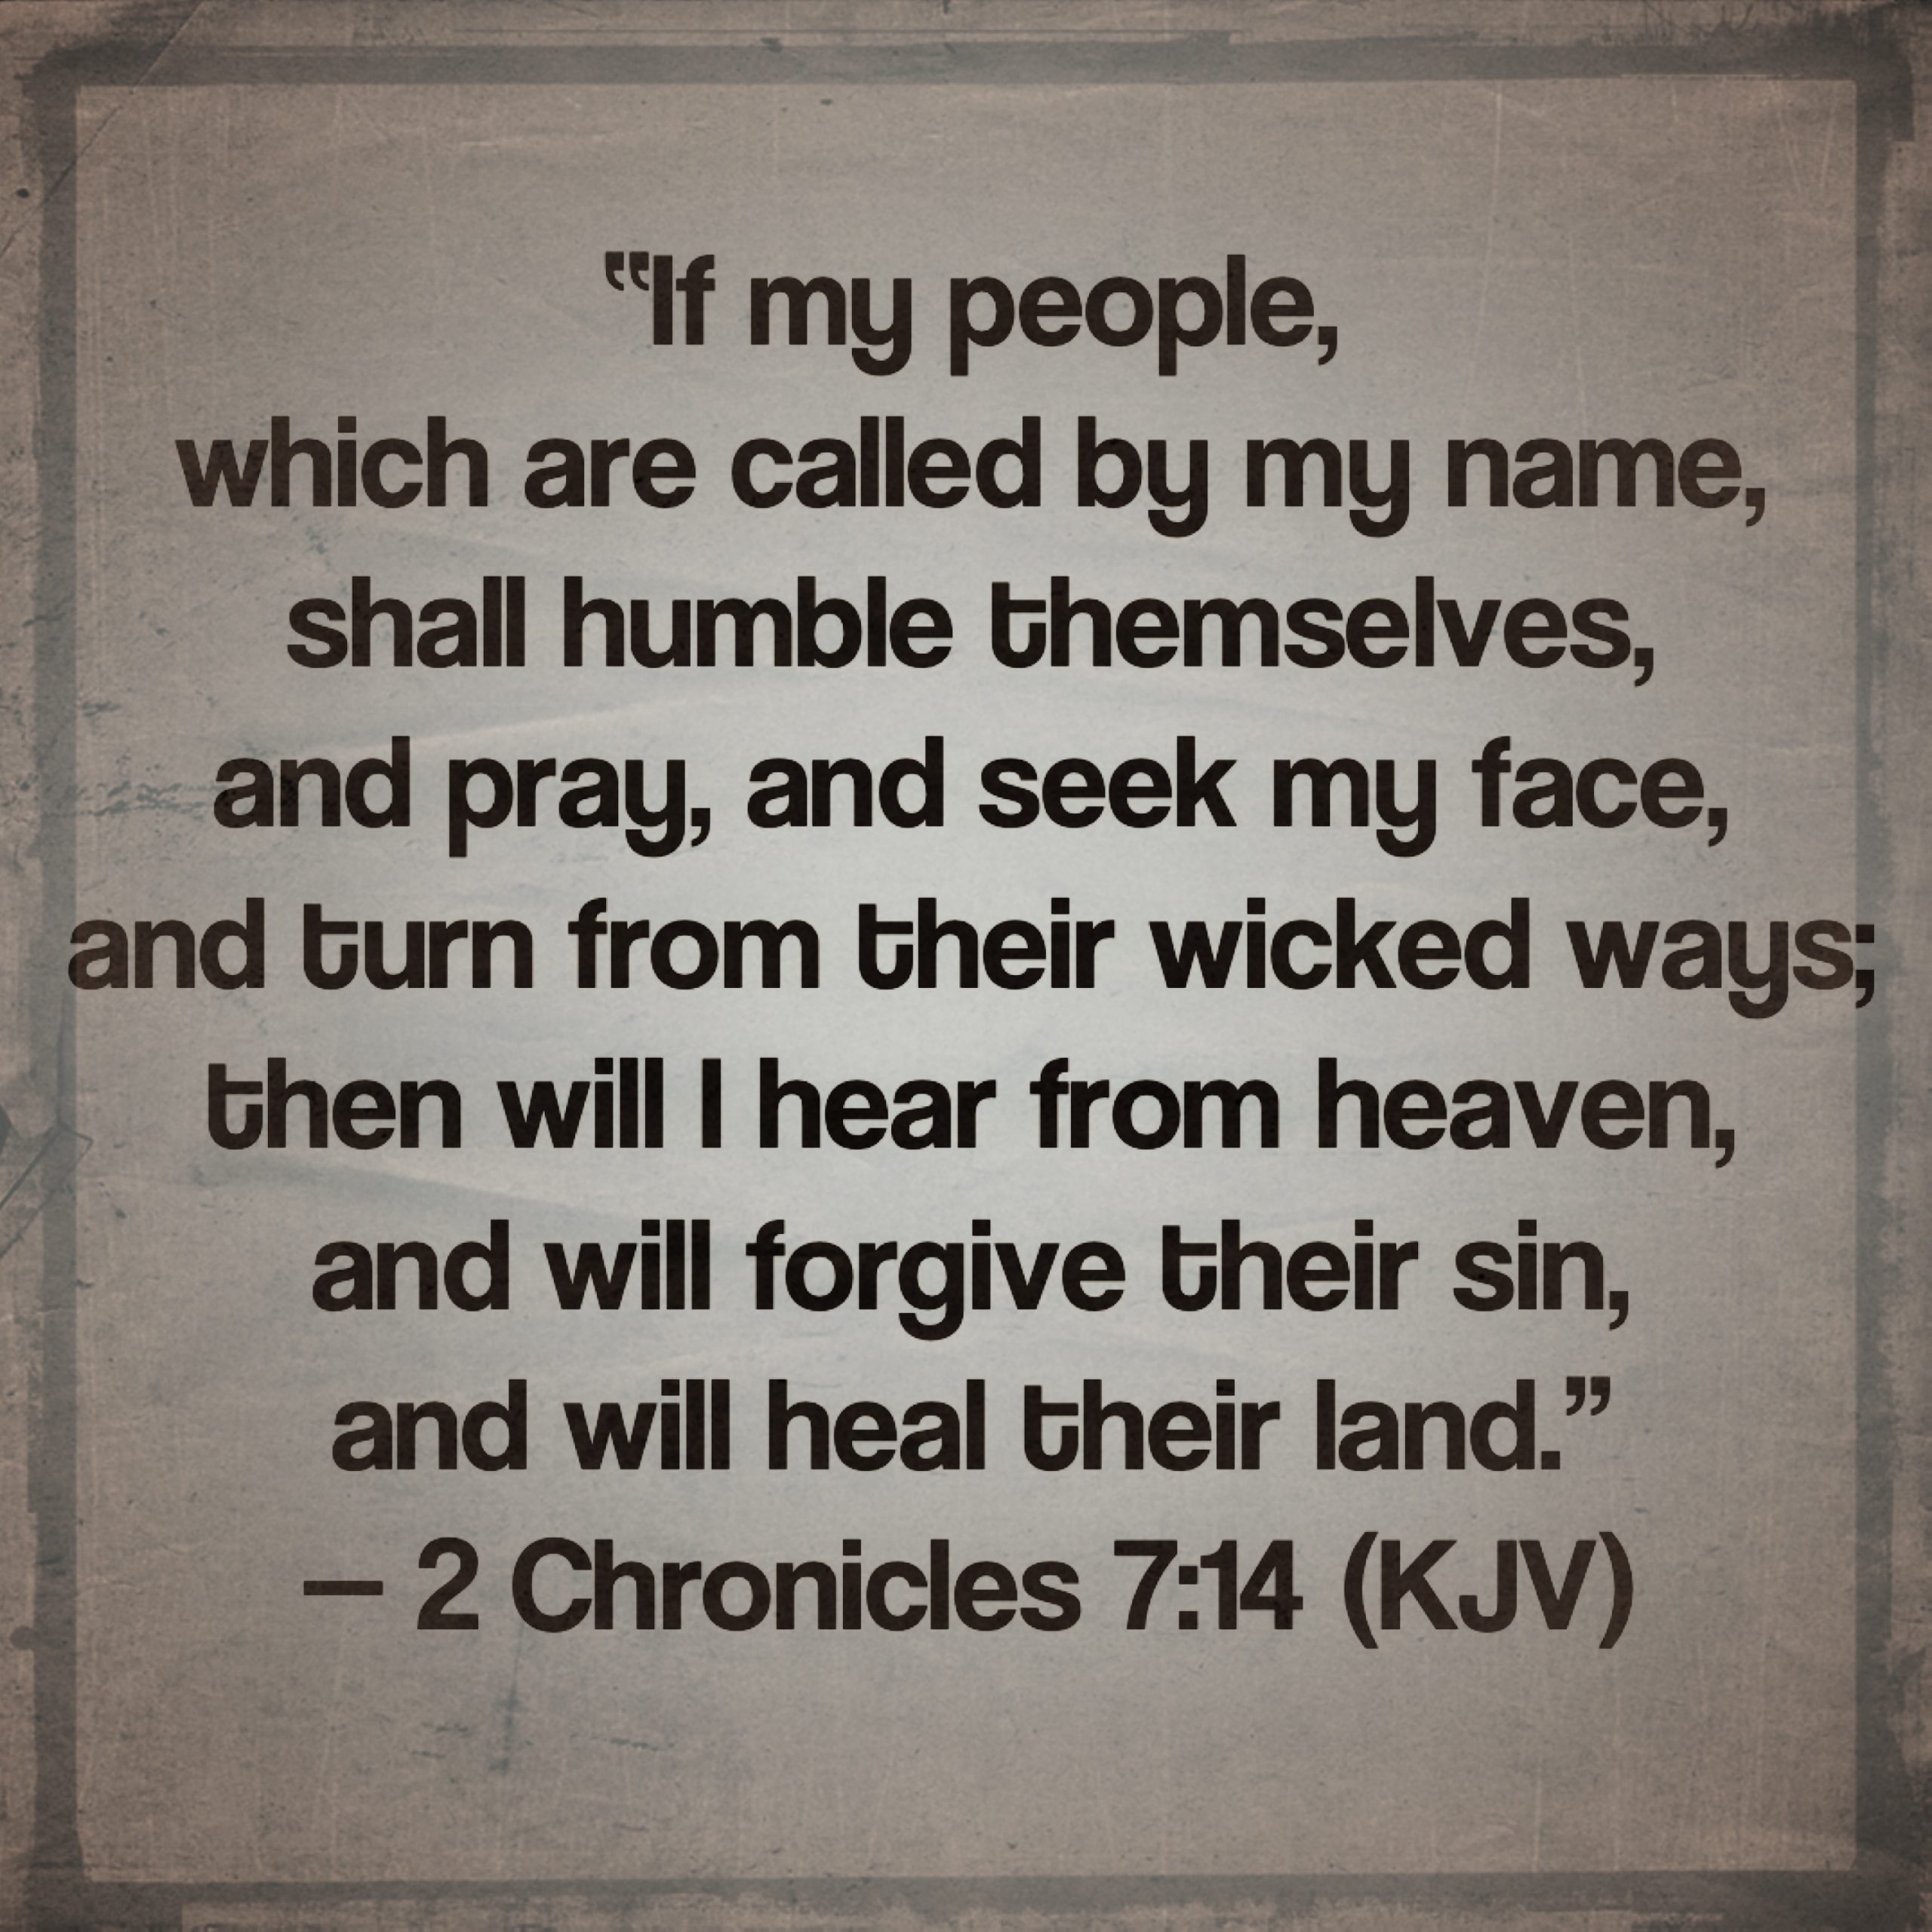 “If my people,
which are called by my name,
shall humble themselves,
and pray, and seek my face,
and turn from their wicked ways;
then will I hear from heaven,
and will forgive their sin,
and will heal their land.”
— 2 Chronicles 7:14 (KJV)